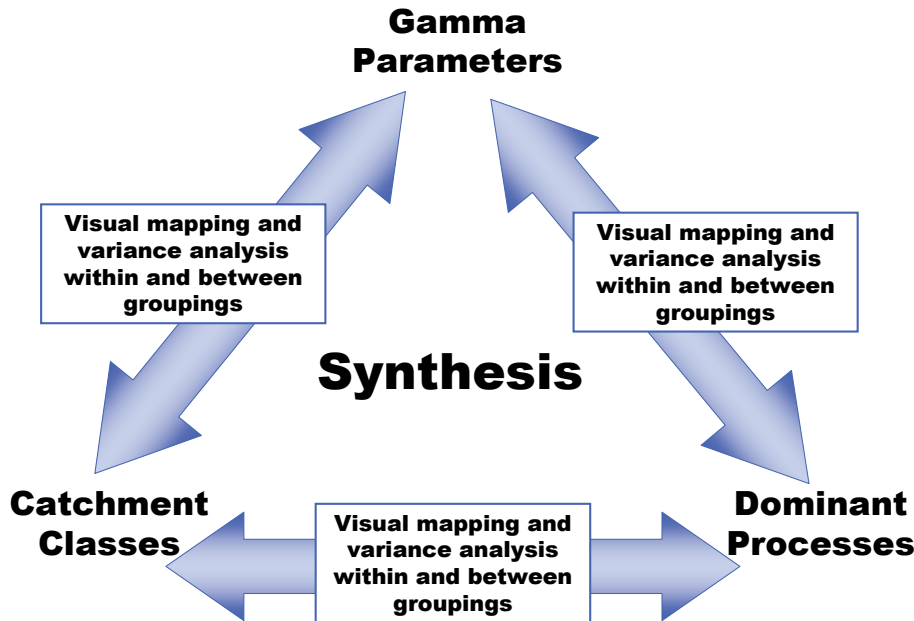 Gamma
Parameters
Visual mapping and
variance analysis
within and between
groupings
Visual mapping and
variance analysis
within and between
groupings
Synthesis
Catchment
Classes
Visual mapping and
variance analysis
within and between
groupings
Dominant
Processes